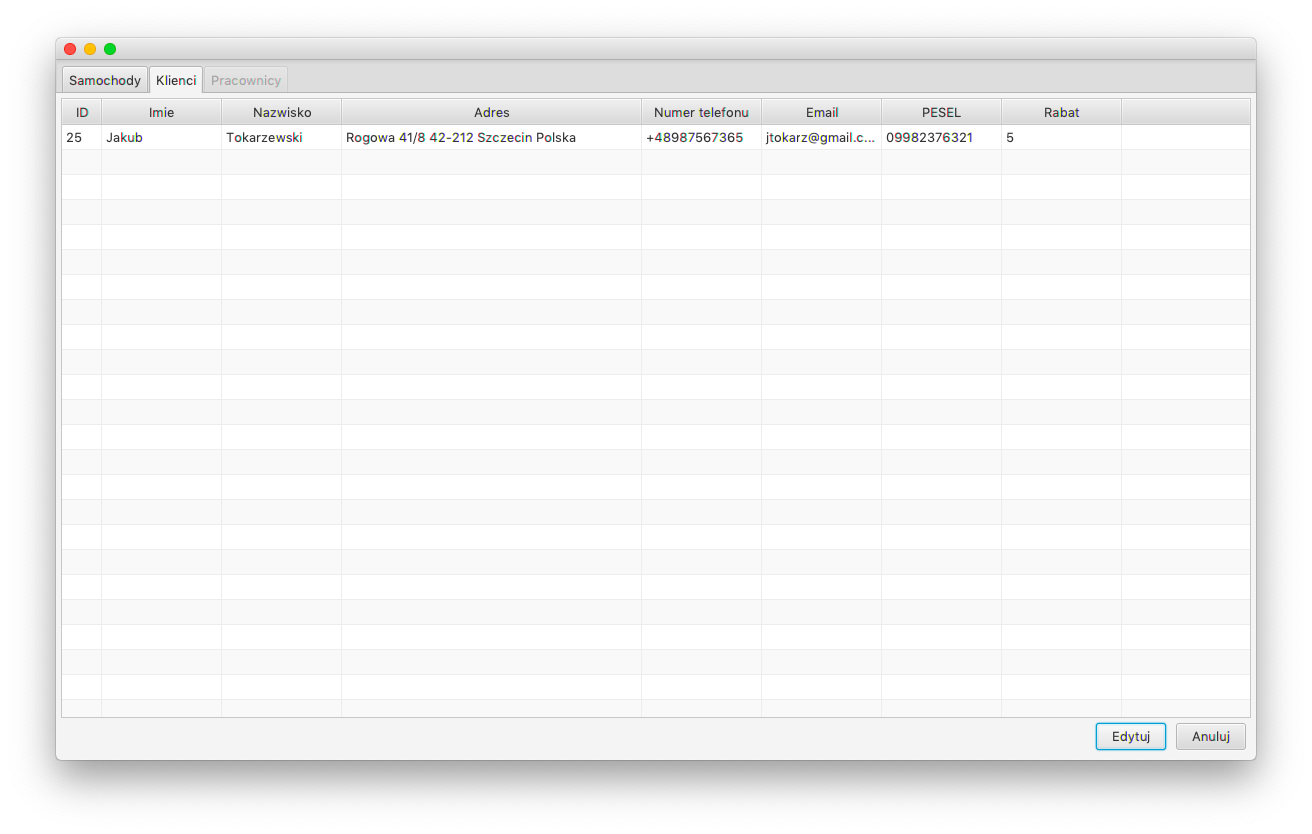 Samochody Klienci Pracownicy
ID Imie Nazwisko Adres Numer telefonu Email PESEL Rabat
25 Jakub Tokarzewski Rogowa 41/8 42-212 Szczecin Polska +48987567365 jtokarz@gmail.c... 09982376321 5
Edytuj Anuluj